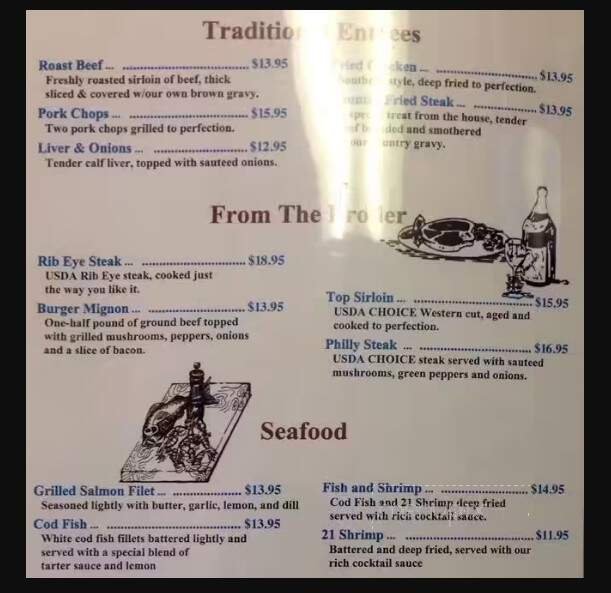 Traditio Entrees
Roast Beef ... .................................. $13.95
Freshly roasted sirloin of beef, thick
sliced & covered w/our own brown gravy.
Pork Chops ... .................................. $15.95
Two pork chops grilled to perfection.
Liver & Onions ... ............................. $12.95
Tender calf liver, topped with sauteed onions.
Fried Chicken ... ........................... $13.95
style, deep fried to perfection.
Fried Steak ... .................... $13.95
treat from the house, tender
and smothered
gravy.
From The Broiler
Rib Eye Steak ... ........................... $18.95
USDA Rib Eye steak, cooked just
the way you like it.
Burger Mignon ... .......................... $13.95
One-half pound of ground beef topped
with grilled mushrooms, peppers, onions
and a slice of bacon.
Top Sirloin ... ................................ $15.95
USDA CHOICE Western cut, aged and
cooked to perfection.
Philly Steak ... ................................ $16.95
USDA CHOICE steak served with sauteed
mushrooms, green peppers and onions.
Seafood
Grilled Salmon Filet ... ................... $13.95
Seasoned lightly with butter, garlic, lemon, and dill
Cod Fish ... .................................... $13.95
White cod fish fillets battered lightly and
served with a special blend of
tarter sauce and lemon
Fish and Shrimp ... ......................... $14.95
Cod Fish and 21 Shrimp deep fried
served with rich cocktail sauce.
21 Shrimp ... .................................. $11.95
Battered and deep fried, served with our
rich cocktail sauce